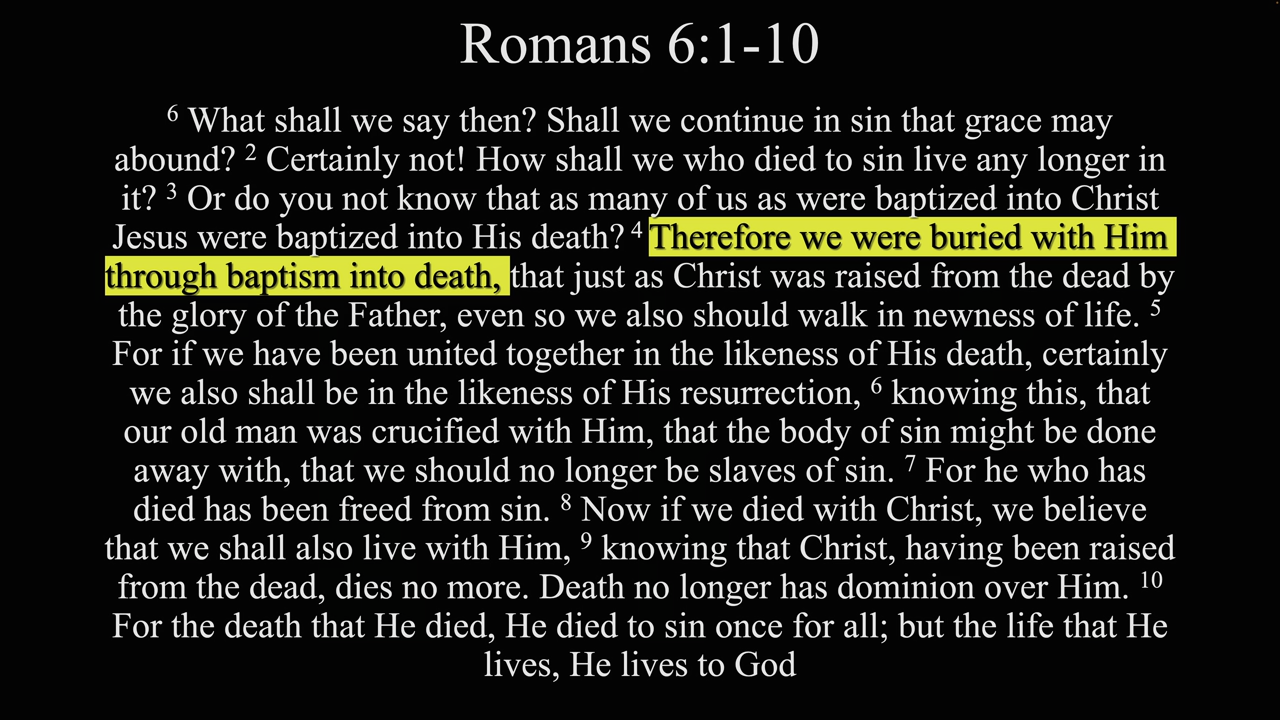 Romans 6:1-10
6 What shall we say then? Shall we continue in sin that grace may
abound? 2 Certainly not! How shall we who died to sin live any longer in
it? 3 Or do you not know that as many of us as were baptized into Christ
Jesus were baptized into His death? 4 Therefore we were buried with Him
through baptism into death, that just as Christ was raised from the dead by
the glory of the Father, even so we also should walk in newness of life. 5
For if we have been united together in the likeness of His death, certainly
we also shall be in the likeness of His resurrection, 6 knowing this, that
our old man was crucified with Him, that the body of sin might be done
away with, that we should no longer be slaves of sin. 7 For he who has
died has been freed from sin. 8 Now if we died with Christ, we believe
that we shall also live with Him, 9 knowing that Christ, having been raised
from the dead, dies no more. Death no longer has dominion over Him. 10
For the death that He died, He died to sin once for all; but the life that He
lives, He lives to God